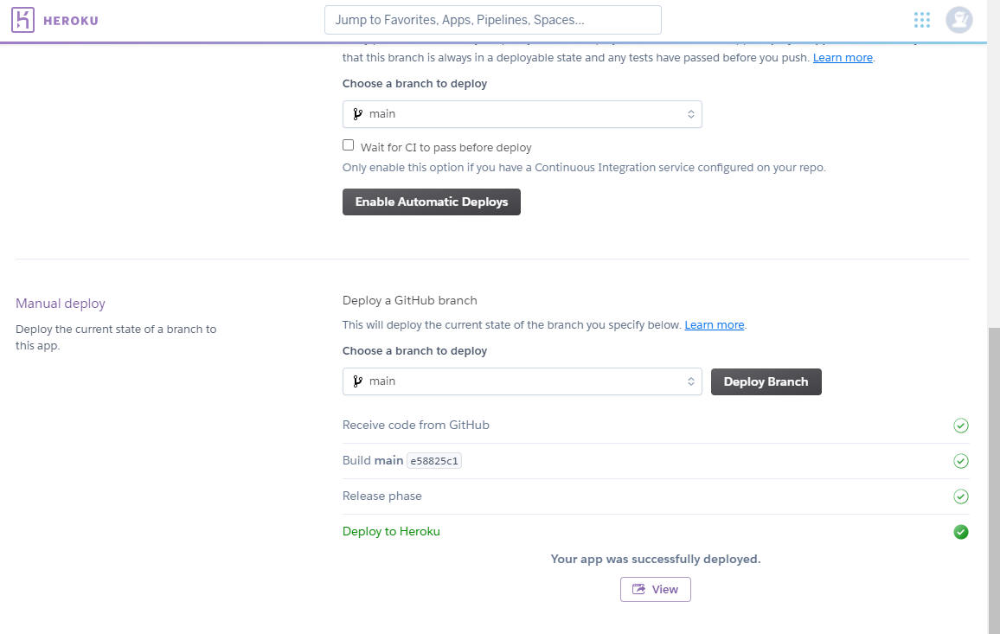 HEROKU
Jump to Favorites, Apps, Pipelines, Spaces...
that this branch is always in a deployable state and any tests have passed before you push. Learn more.
Choose a branch to deploy
main
Wait for CI to pass before deploy
Only enable this option if you have a Continuous Integration service configured on your repo.
Enable Automatic Deploys
Manual deploy
Deploy the current state of a branch to
this app.
Deploy a GitHub branch
This will deploy the current state of the branch you specify below. Learn more.
Choose a branch to deploy
main
Deploy Branch
Receive code from GitHub
Build main e58825c1
Release phase
Deploy to Heroku
Your app was successfully deployed.
View